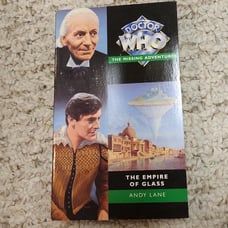 DOCTOR
WHO
THE MISSING ADVENTURES
THE EMPIRE
OF GLASS
ANDY LANE